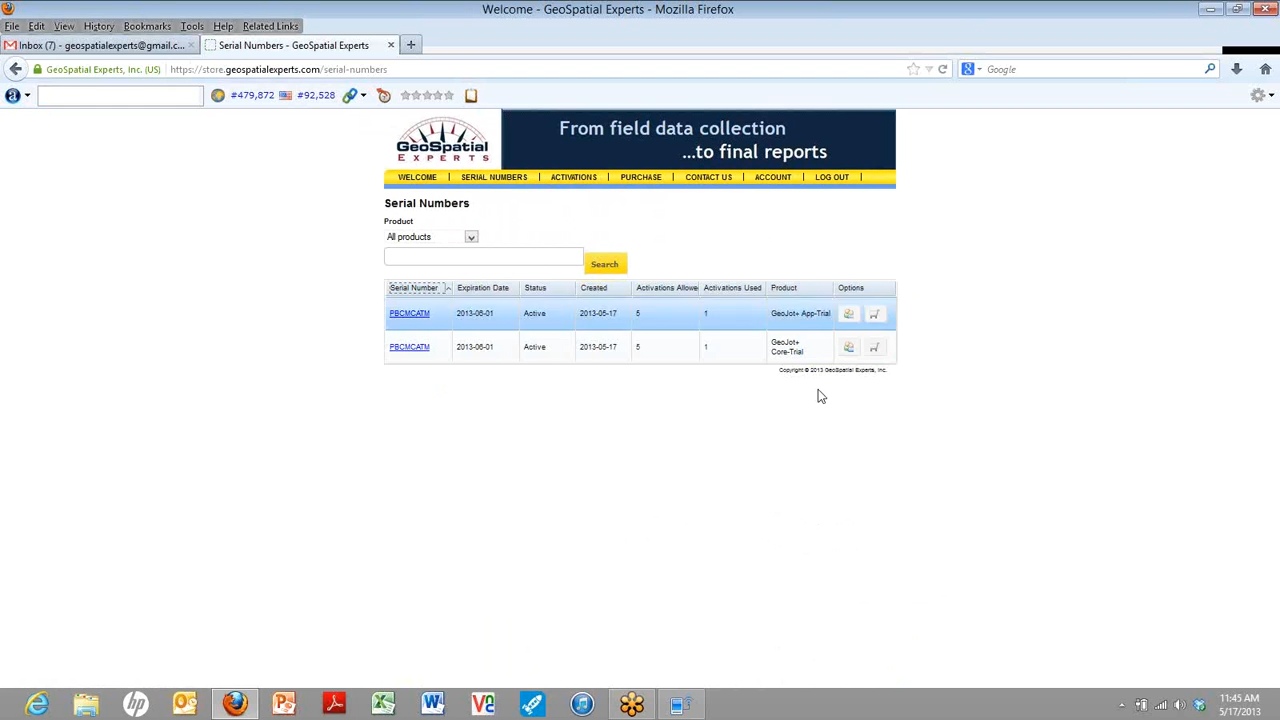 Welcome - GeoSpatial Experts - Mozilla Firefox
File Edit View History Bookmarks Tools Help Related Links
Inbox (7) - geospatialexperts@gmail.c...
Serial Numbers - GeoSpatial Experts
GeoSpatial Experts, Inc. (US)
https://store.geospatialexperts.com/serial-numbers
Google
#479,872
#92,528
GeoSpatial
EXPERTS
From field data collection
...to final reports
WELCOME | SERIAL NUMBERS | ACTIVATIONS | PURCHASE | CONTACT US | ACCOUNT | LOG OUT |
Serial Numbers
Product
All products
Search
Serial Number Expiration Date Status Created Activations Allowe Activations Used Product Options
PBCMCATM 2013-06-01 Active 2013-05-17 5 1 GeoJot+ App-Trial
PBCMCATM 2013-06-01 Active 2013-05-17 5 1 GeoJot+
Core-Trial
Copyright © 2013 GeoSpatial Experts, Inc.
11:45 AM
5/17/2013